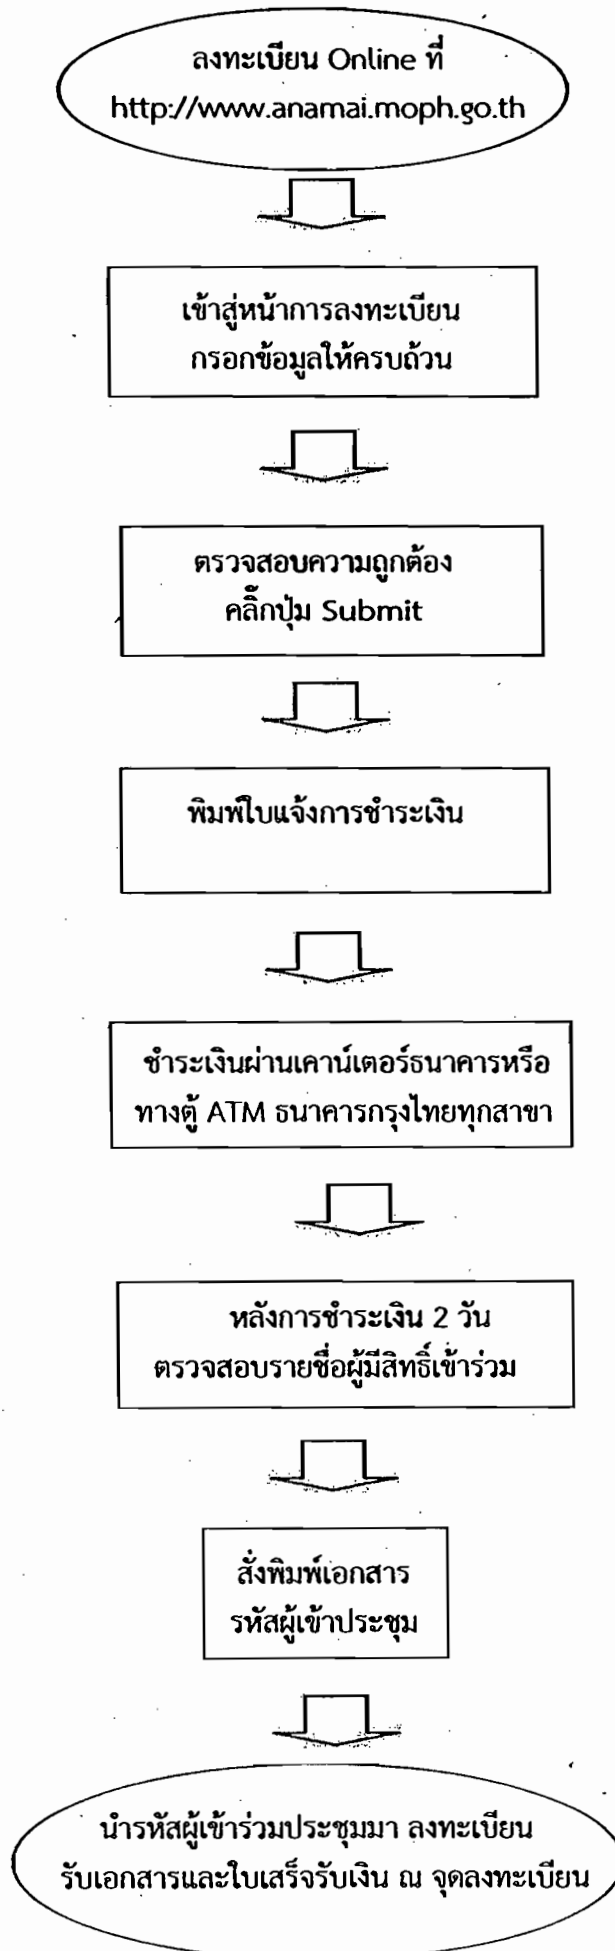 ลงทะเบียน Online ที่
http://www.anamai.moph.go.th
เข้าสู่หน้าการลงทะเบียน
กรอกข้อมูลให้ครบถ้วน
ตรวจสอบความถูกต้อง
คลิ๊กปุ่ม Submit
พิมพ์ใบแจ้งการชำระเงิน
ชำระเงินผ่านเคาน์เตอร์ธนาคารหรือ
ทางตู้ ATM ธนาคารกรุงไทยทุกสาขา
หลังการชำระเงิน 2 วัน
ตรวจสอบรายชื่อผู้มีสิทธิ์เข้าร่วม
สั่งพิมพ์เอกสาร
รหัสผู้เข้าประชุม
นำรหัสผู้เข้าร่วมประชุมมา ลงทะเบียน
รับเอกสารและใบเสร็จรับเงิน ณ จุดลงทะเบียน